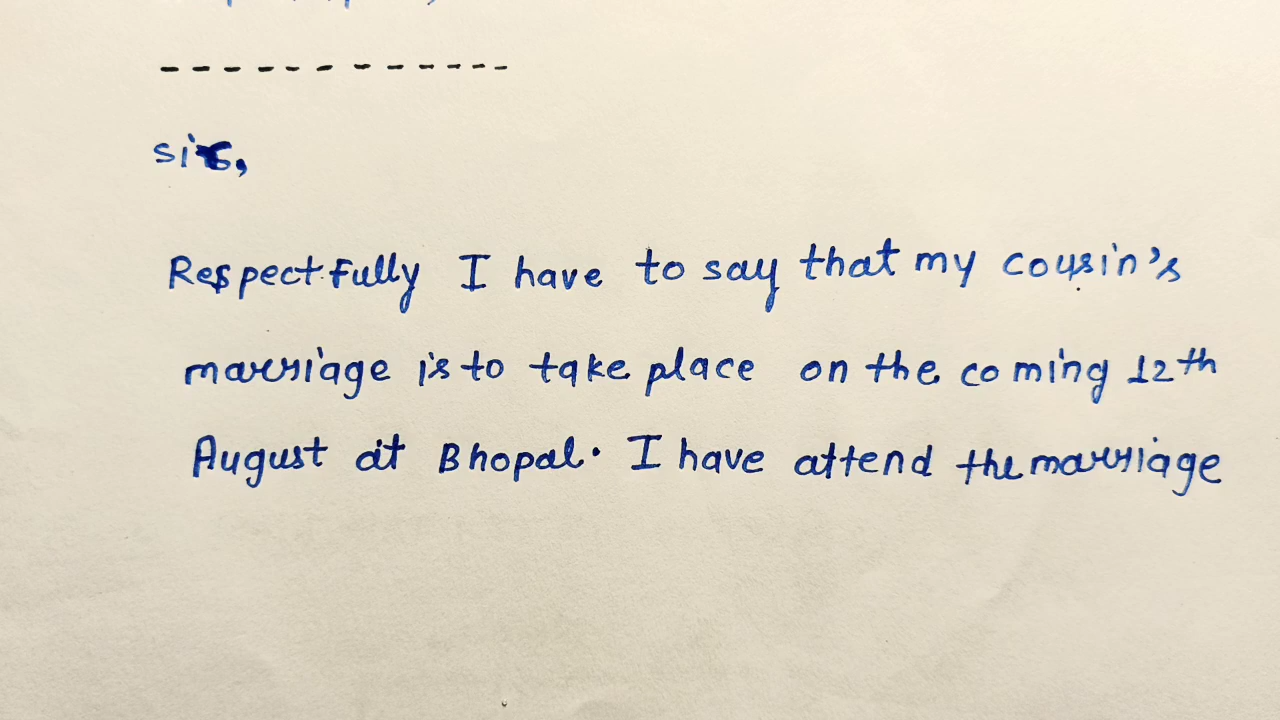 ------------
sir,
Respectfully I have to say that my cousin's
marriage is to take place on the coming 12th
August at Bhopal. I have attend the marriage